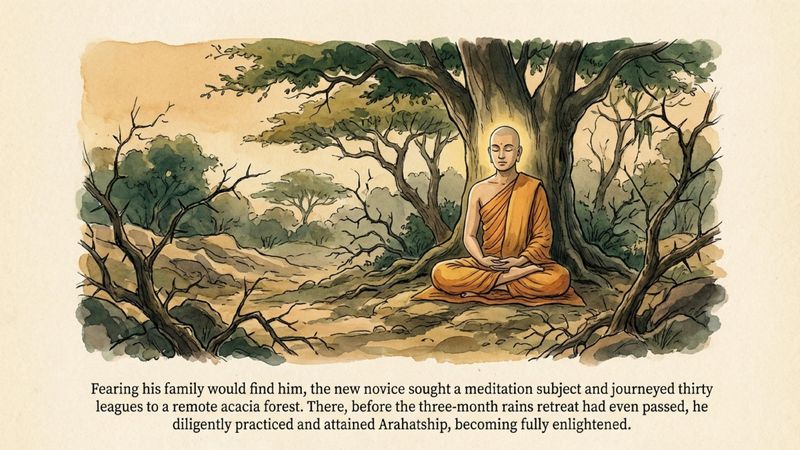 Fearing his family would find him, the new novice sought a meditation subject and journeyed thirty
leagues to a remote acacia forest. There, before the three-month rains retreat had even passed, he
diligently practiced and attained Arahatship, becoming fully enlightened.